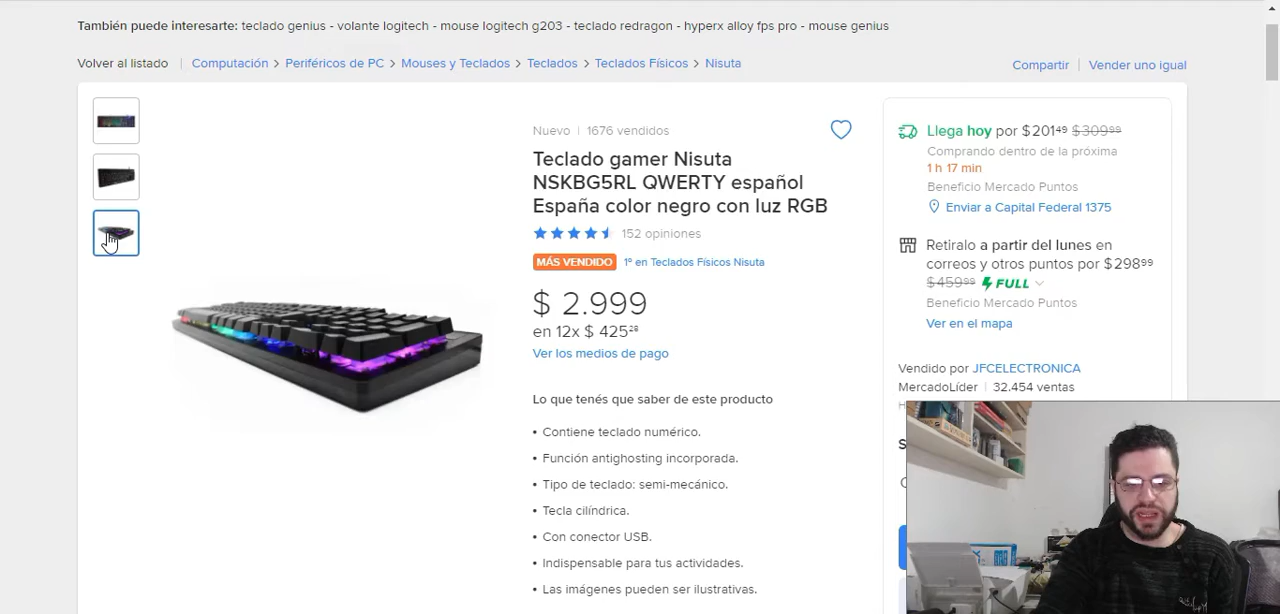 También puede interesarte: teclado genius - volante logitech - mouse logitech g203 - teclado redragon - hyperx alloy fps pro - mouse genius
Volver al listado | Computación > Periféricos de PC > Mouses y Teclados > Teclados > Teclados Físicos > Nisuta
Compartir | Vender uno igual
Nuevo | 1676 vendidos
Teclado gamer Nisuta
NSKBG5RL QWERTY español
España color negro con luz RGB
152 opiniones
MÁS VENDIDO 1º en Teclados Físicos Nisuta
$ 2.999
en 12x $ 425²⁸
Ver los medios de pago
Lo que tenés que saber de este producto
• Contiene teclado numérico.
• Función antighosting incorporada.
• Tipo de teclado: semi-mecánico.
• Tecla cilíndrica.
• Con conector USB.
• Indispensable para tus actividades.
• Las imágenes pueden ser ilustrativas.
Llega hoy por $ 201⁴⁹ $ 309⁹⁹
Comprando dentro de la próxima
1 h 17 min
Beneficio Mercado Puntos
Enviar a Capital Federal 1375
Retiralo a partir del lunes en
correos y otros puntos por $ 298⁹⁹
$ 459⁹⁹ FULL
Beneficio Mercado Puntos
Ver en el mapa
Vendido por JFCELECTRONICA
MercadoLíder | 32.454 ventas